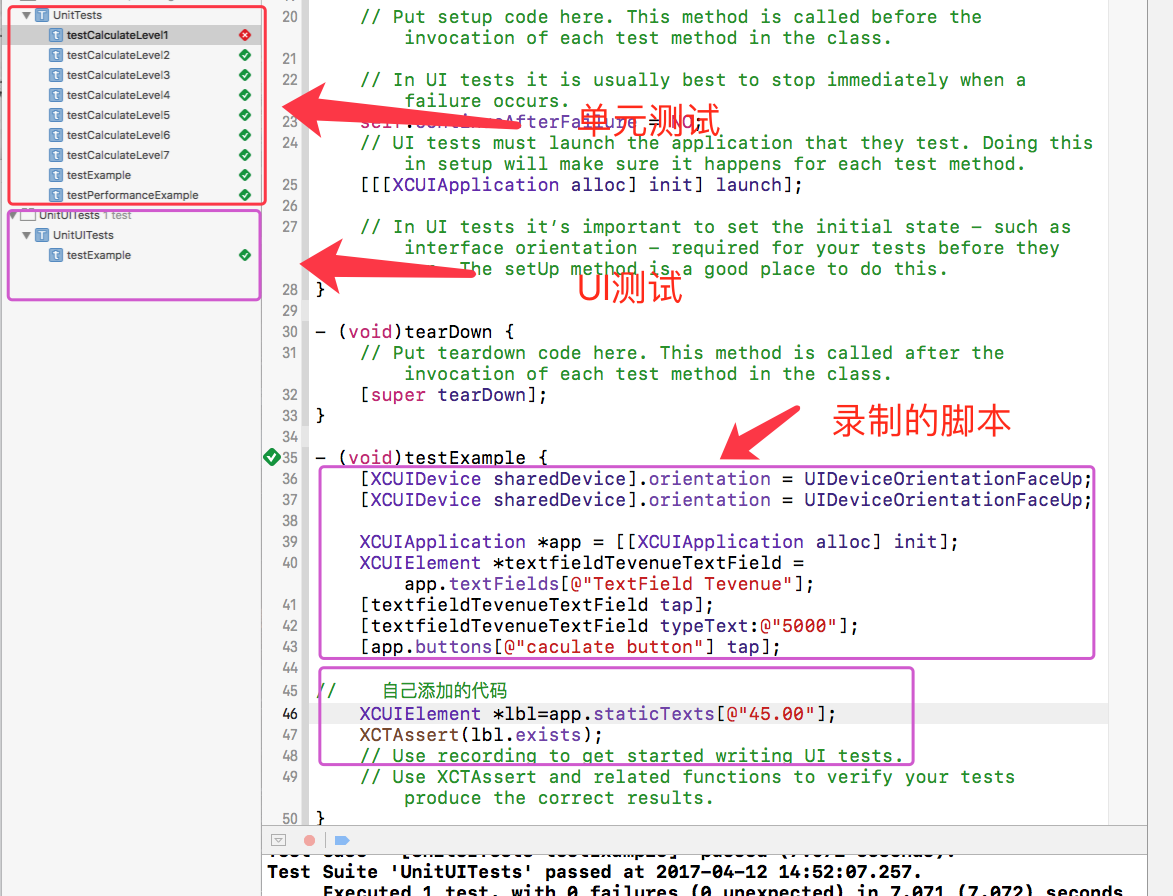 UnitTests
testCalculateLevel1
testCalculateLevel2
testCalculateLevel3
testCalculateLevel4
testCalculateLevel5
testCalculateLevel6
testCalculateLevel7
testExample
testPerformanceExample
UnitUITests 1 test
UnitUITests
testExample
单元测试
UI测试
录制的脚本
20 // Put setup code here. This method is called before the
invocation of each test method in the class.
21
22 // In UI tests it is usually best to stop immediately when a
failure occurs.
23 self.continueAfterFailure = NO;
24 // UI tests must launch the application that they test. Doing this
in setup will make sure it happens for each test method.
25 [[[XCUIApplication alloc] init] launch];
26
27 // In UI tests it’s important to set the initial state - such as
interface orientation - required for your tests before they
The setUp method is a good place to do this.
28 }
29
30 - (void)tearDown {
31 // Put teardown code here. This method is called after the
invocation of each test method in the class.
32 [super tearDown];
33 }
34
35 - (void)testExample {
36 [XCUIDevice sharedDevice].orientation = UIDeviceOrientationFaceUp;
37 [XCUIDevice sharedDevice].orientation = UIDeviceOrientationFaceUp;
38
39 XCUIApplication *app = [[XCUIApplication alloc] init];
40 XCUIElement *textfieldTevenueTextField =
app.textFields[@"TextField Tevenue"];
41 [textfieldTevenueTextField tap];
42 [textfieldTevenueTextField typeText:@"5000"];
43 [app.buttons[@"caculate button"] tap];
44
45 // 自己添加的代码
46 XCUIElement *lbl=app.staticTexts[@"45.00"];
47 XCTAssert(lbl.exists);
48 // Use recording to get started writing UI tests.
49 // Use XCTAssert and related functions to verify your tests
produce the correct results.
50 }
Test Suite 'UnitUITests' passed at 2017-04-12 14:52:07.257.
Executed 1 test, with 0 failures (0 unexpected) in 7.071 (7.072) seconds